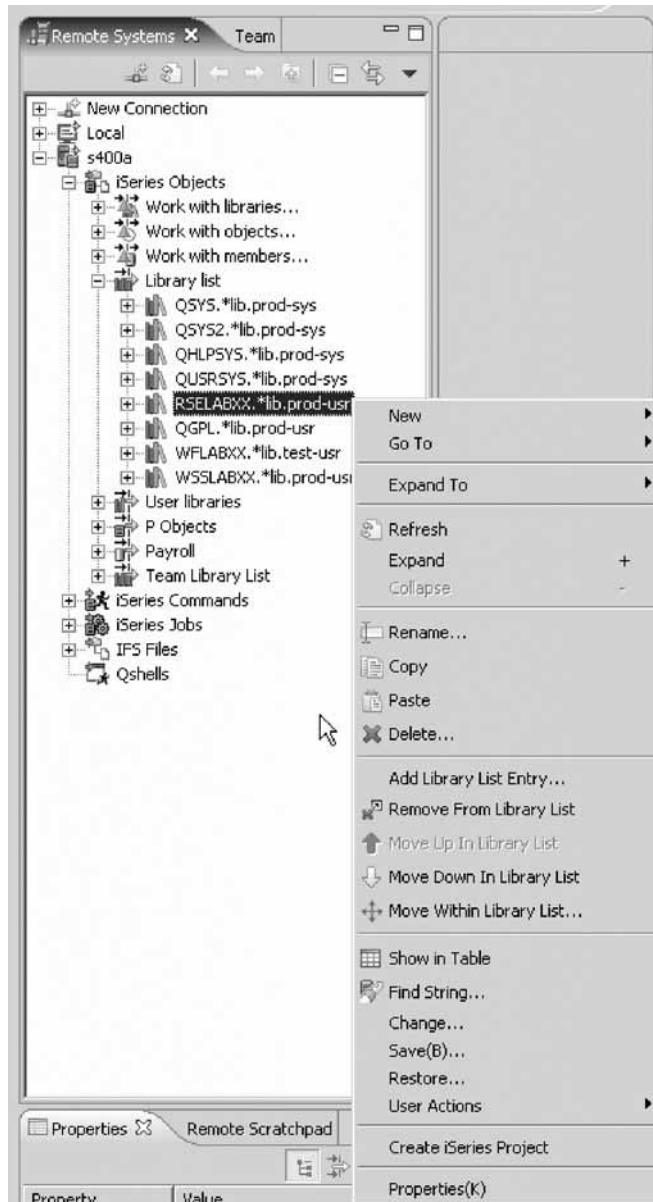 Remote Systems
Team
New Connection
Local
s400a
iSeries Objects
Work with libraries...
Work with objects...
Work with members...
Library list
QSYS.*lib.prod-sys
QSYS2.*lib.prod-sys
QHLPSYS.*lib.prod-sys
QUSRSYS.*lib.prod-sys
RSELABXX.*lib.prod-usr
QGPL.*lib.prod-usr
WFLABXX.*lib.test-usr
WSSLABXX.*lib.prod-usr
User libraries
P Objects
Payroll
Team Library List
iSeries Commands
iSeries Jobs
IFS Files
Qshells
New
Go To
Expand To
Refresh
Expand +
Collapse -
Rename...
Copy
Paste
Delete...
Add Library List Entry...
Remove From Library List
Move Up In Library List
Move Down In Library List
Move Within Library List...
Show in Table
Find String...
Change...
Save(B)...
Restore...
User Actions
Create iSeries Project
Properties(K)
Properties
Remote Scratchpad
Property
Value